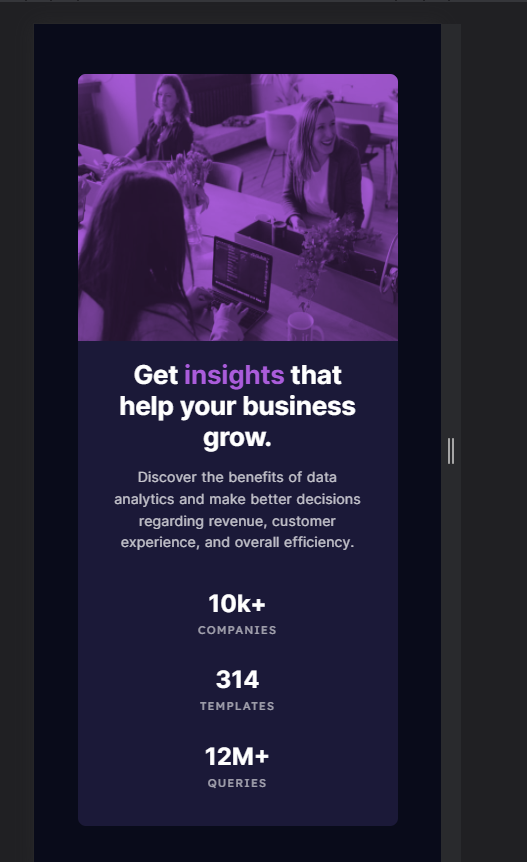 Get insights that
help your business
grow.
Discover the benefits of data
analytics and make better decisions
regarding revenue, customer
experience, and overall efficiency.
10k+
COMPANIES
314
TEMPLATES
12M+
QUERIES